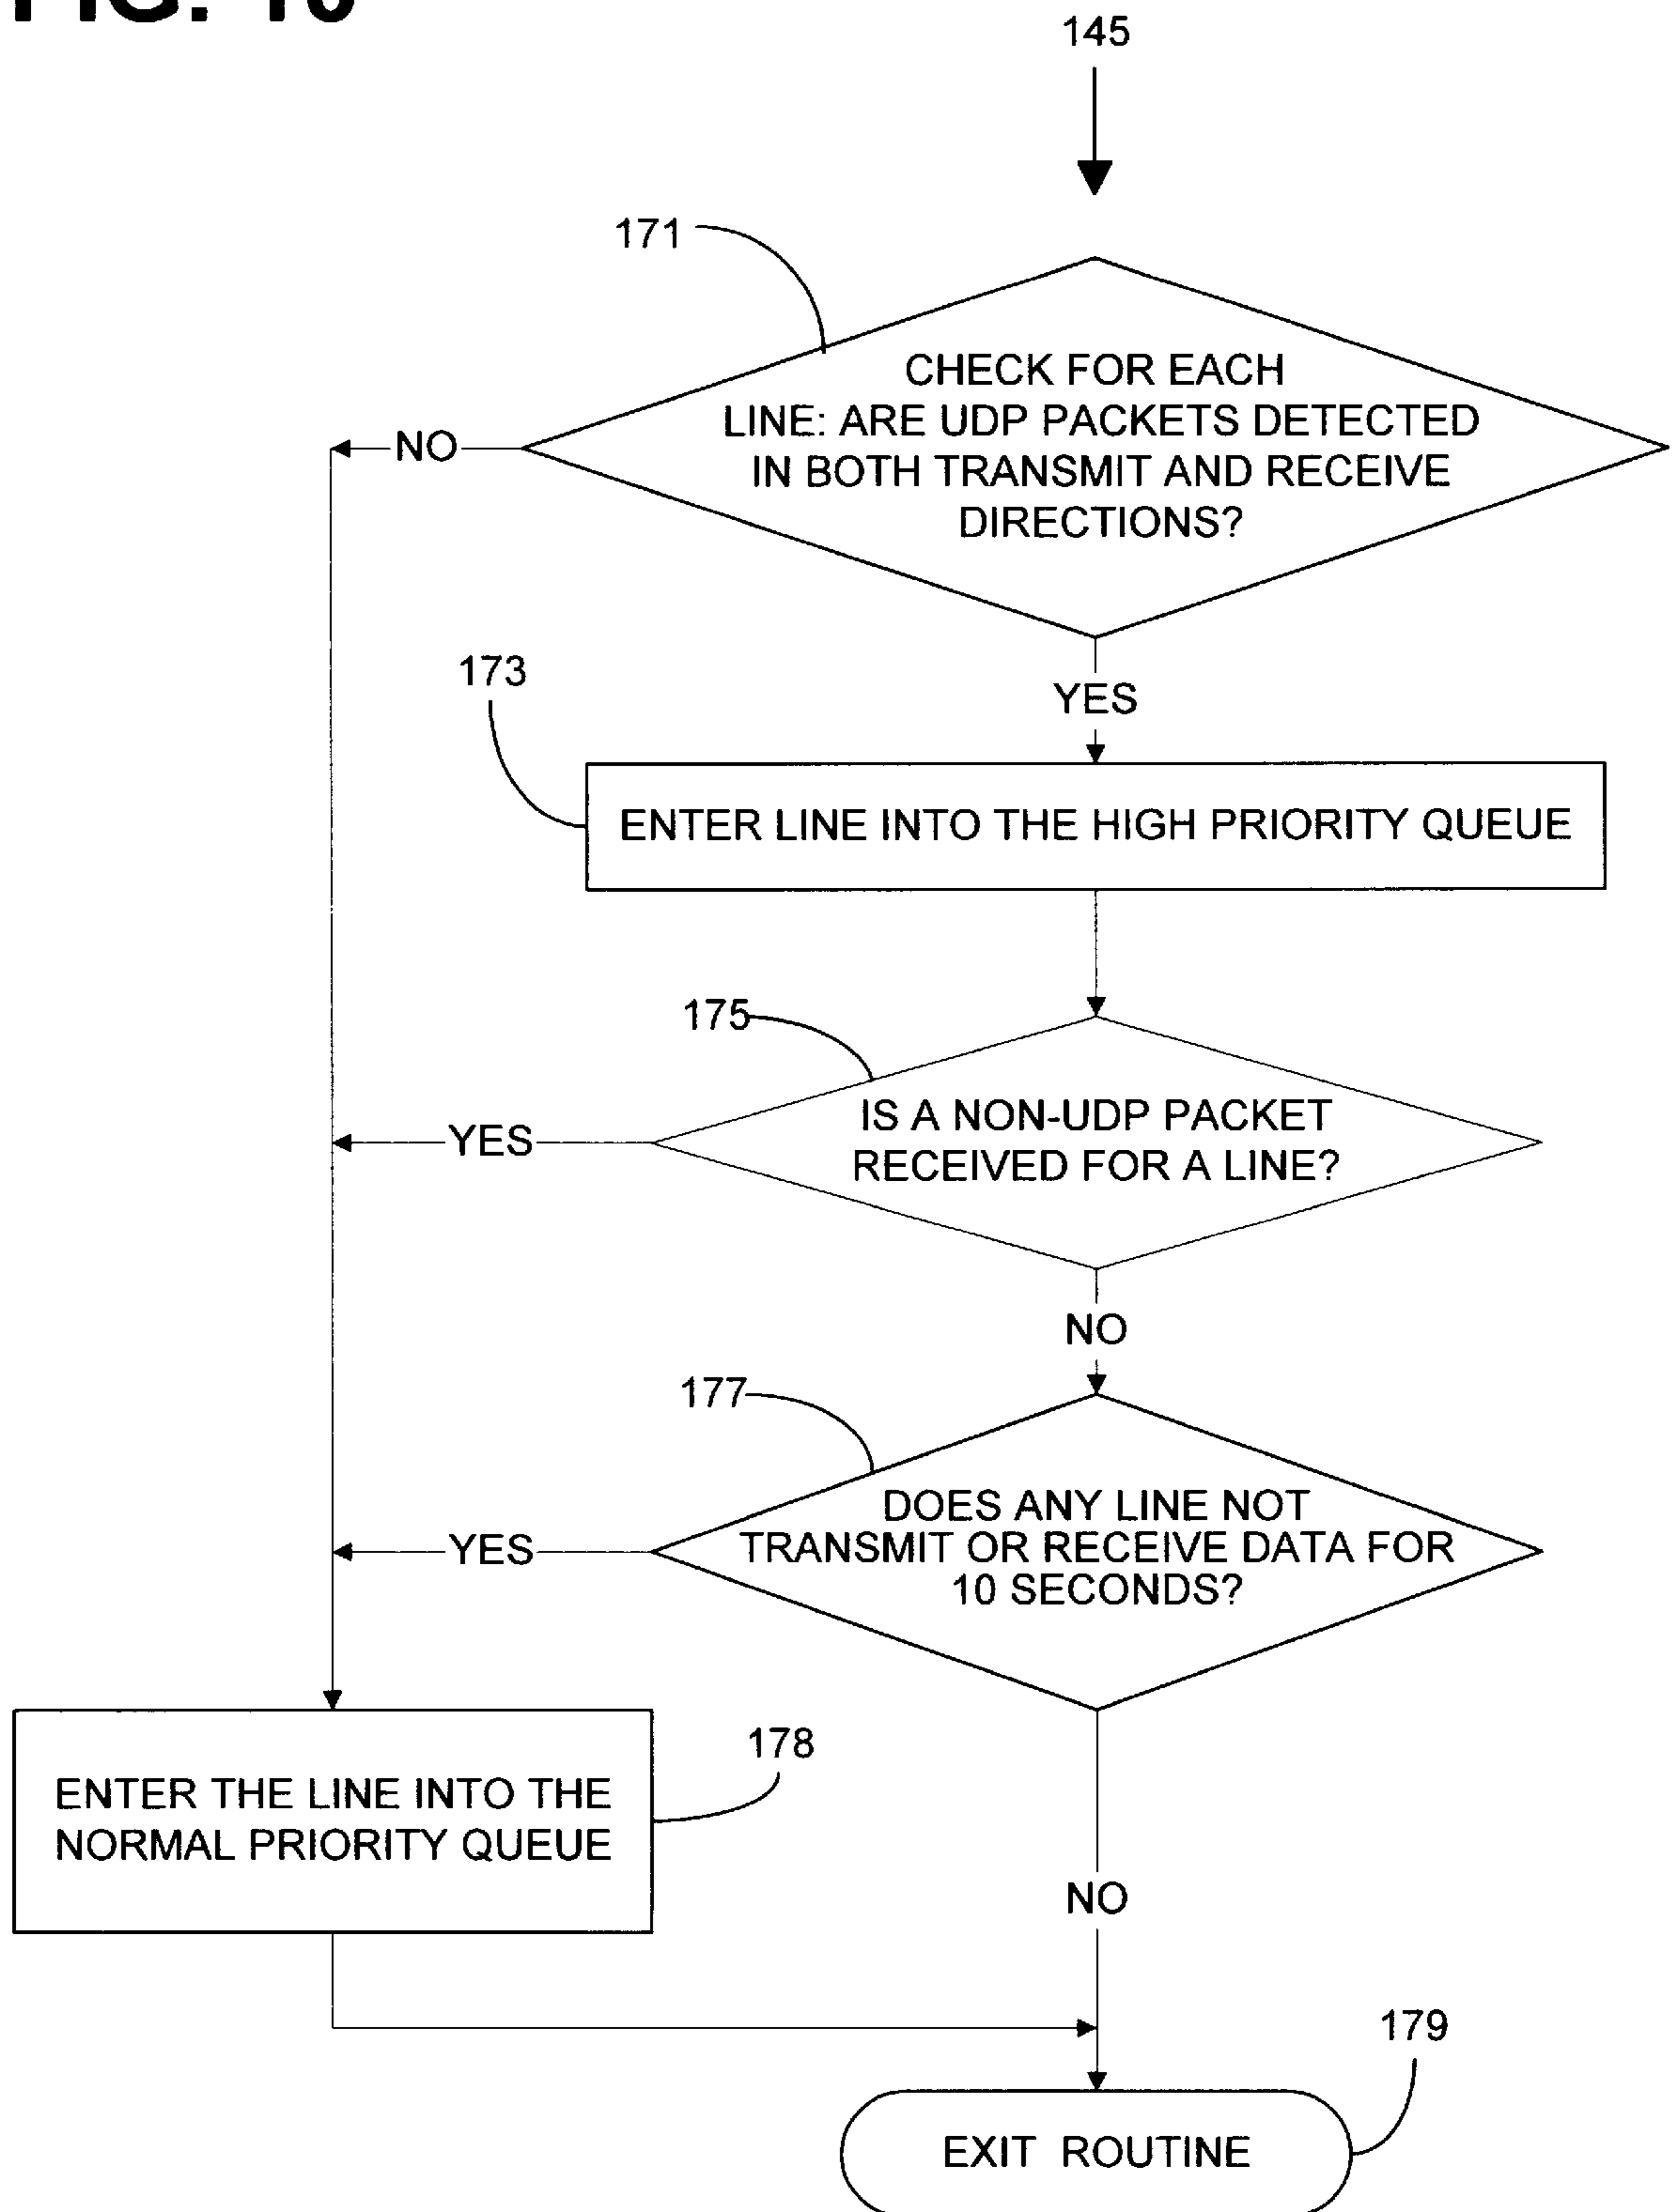 145
171
CHECK FOR EACH
LINE: ARE UDP PACKETS DETECTED
IN BOTH TRANSMIT AND RECEIVE
DIRECTIONS?
NO
YES
173
ENTER LINE INTO THE HIGH PRIORITY QUEUE
175
IS A NON-UDP PACKET
RECEIVED FOR A LINE?
YES
NO
177
DOES ANY LINE NOT
TRANSMIT OR RECEIVE DATA FOR
10 SECONDS?
YES
178
ENTER THE LINE INTO THE
NORMAL PRIORITY QUEUE
NO
179
EXIT ROUTINE